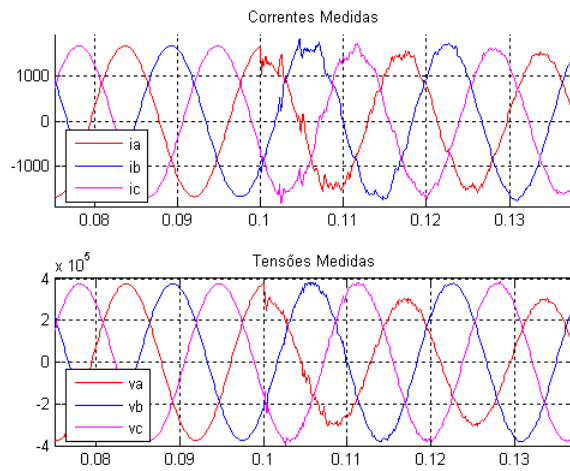 Correntes Medidas
1000
0
-1000
ia
ib
ic
0.08 0.09 0.1 0.11 0.12 0.13
Tensões Medidas
x 10^5
4
2
0
-2
-4
va
vb
vc
0.08 0.09 0.1 0.11 0.12 0.13